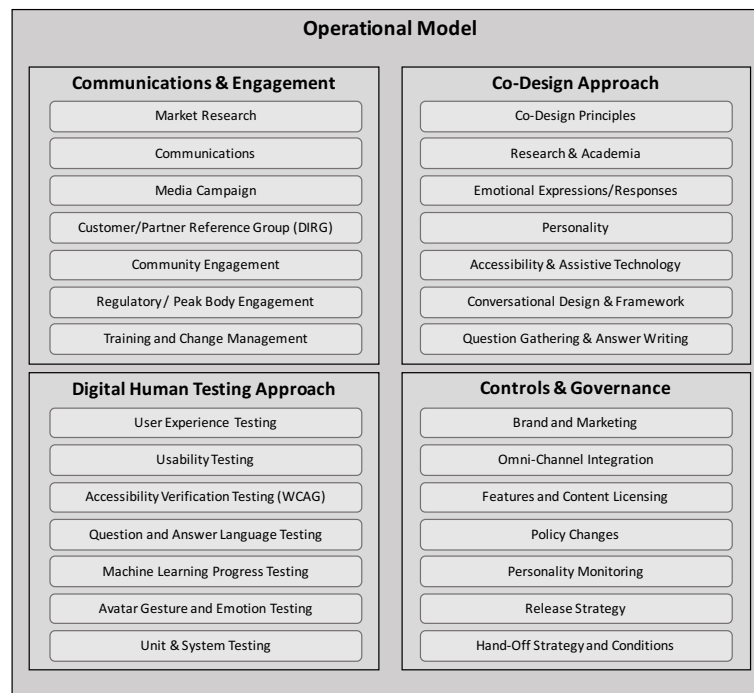 Operational Model
Communications & Engagement
Market Research
Communications
Media Campaign
Customer/Partner Reference Group (DIRG)
Community Engagement
Regulatory / Peak Body Engagement
Training and Change Management
Co-Design Approach
Co-Design Principles
Research & Academia
Emotional Expressions/Responses
Personality
Accessibility & Assistive Technology
Conversational Design & Framework
Question Gathering & Answer Writing
Digital Human Testing Approach
User Experience Testing
Usability Testing
Accessibility Verification Testing (WCAG)
Question and Answer Language Testing
Machine Learning Progress Testing
Avatar Gesture and Emotion Testing
Unit & System Testing
Controls & Governance
Brand and Marketing
Omni-Channel Integration
Features and Content Licensing
Policy Changes
Personality Monitoring
Release Strategy
Hand-Off Strategy and Conditions